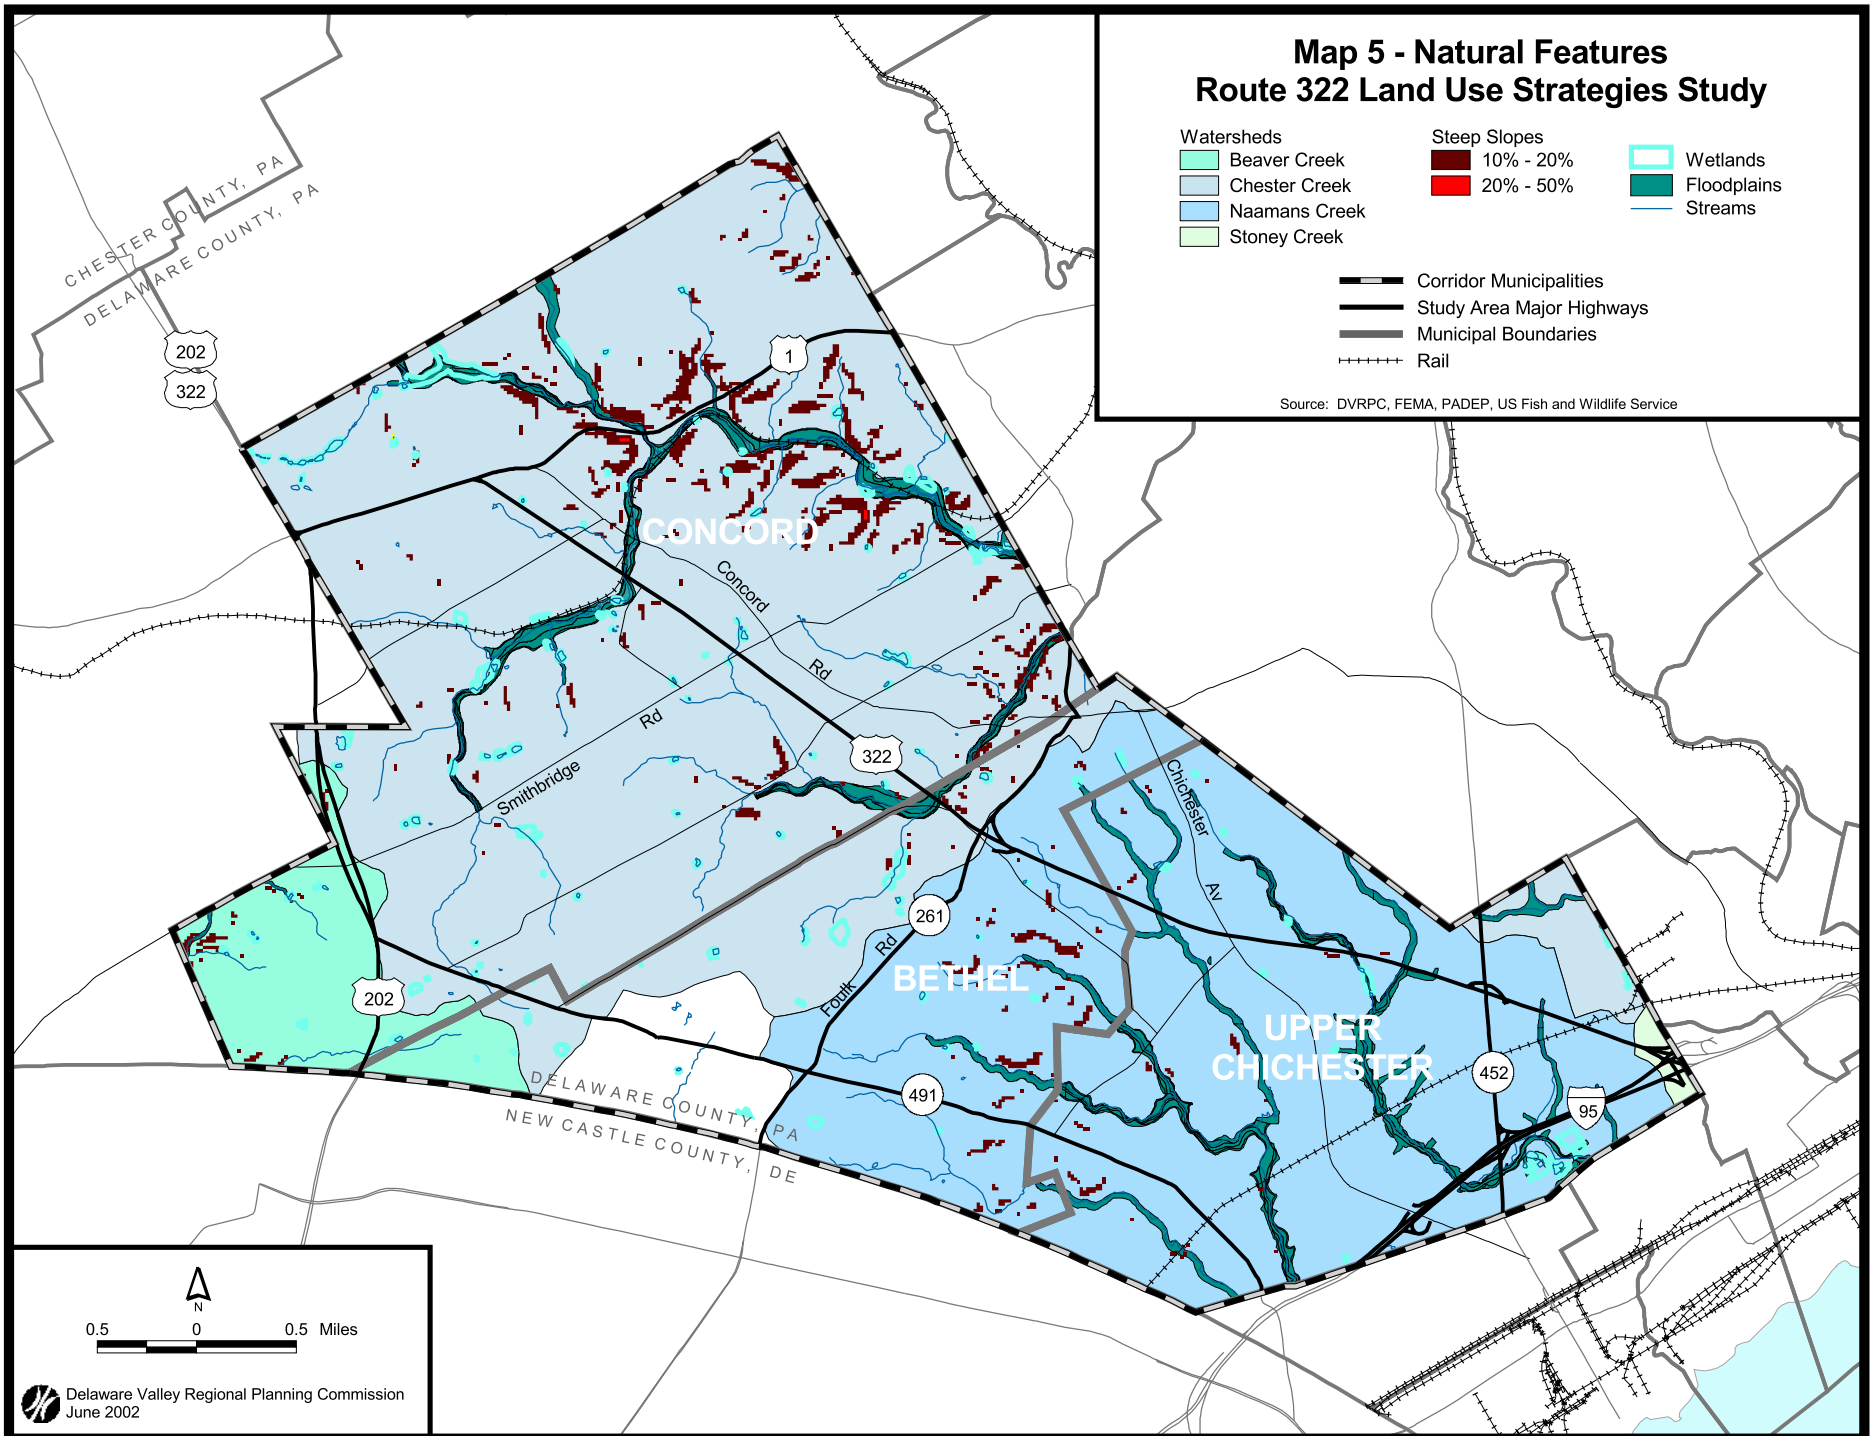 Map 5 - Natural Features
Route 322 Land Use Strategies Study
Watersheds
Beaver Creek
Chester Creek
Naamans Creek
Stoney Creek
Steep Slopes
10% - 20%
20% - 50%
Wetlands
Floodplains
Streams
Corridor Municipalities
Study Area Major Highways
Municipal Boundaries
Rail
Source: DVRPC, FEMA, PADEP, US Fish and Wildlife Service
CHESTER COUNTY, PA
DELAWARE COUNTY, PA
202
322
1
CONCORD
Concord
Rd
Rd
Smithbridge
322
Chichester
Av
261
Rd
Foulk
BETHEL
202
UPPER
CHICHESTER
452
491
95
DELAWARE COUNTY, PA
NEW CASTLE COUNTY, DE
N
0.5 0 0.5 Miles
Delaware Valley Regional Planning Commission
June 2002